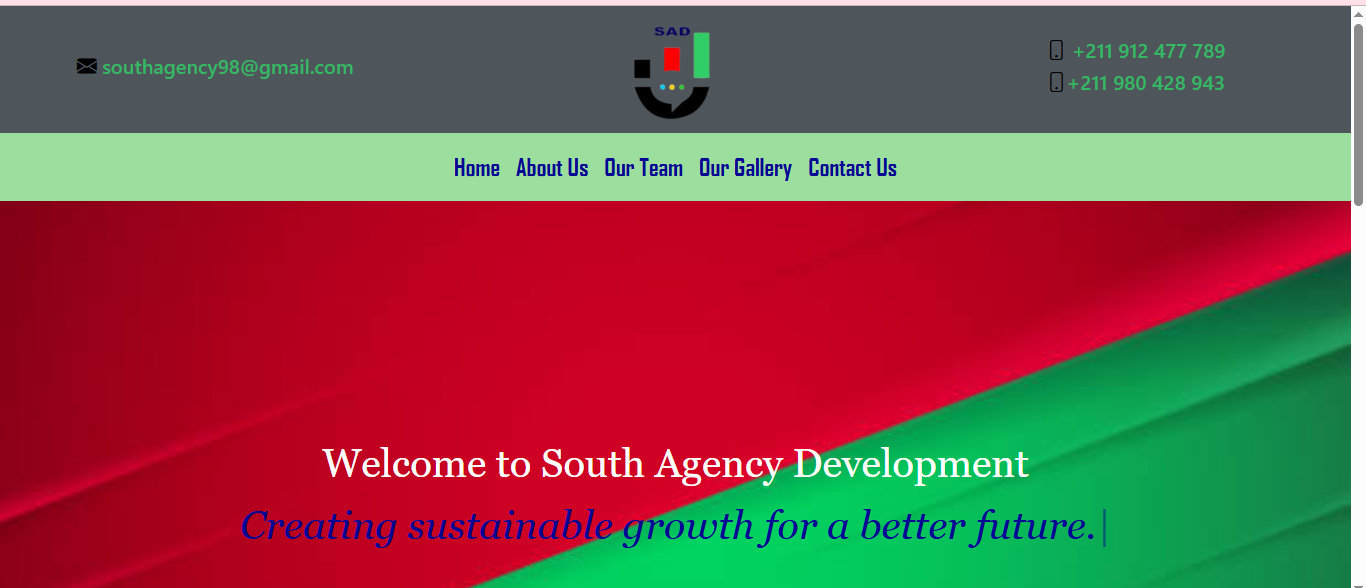 SAD
southagency98@gmail.com
+211 912 477 789
+211 980 428 943
Home About Us Our Team Our Gallery Contact Us
Welcome to South Agency Development
Creating sustainable growth for a better future.|